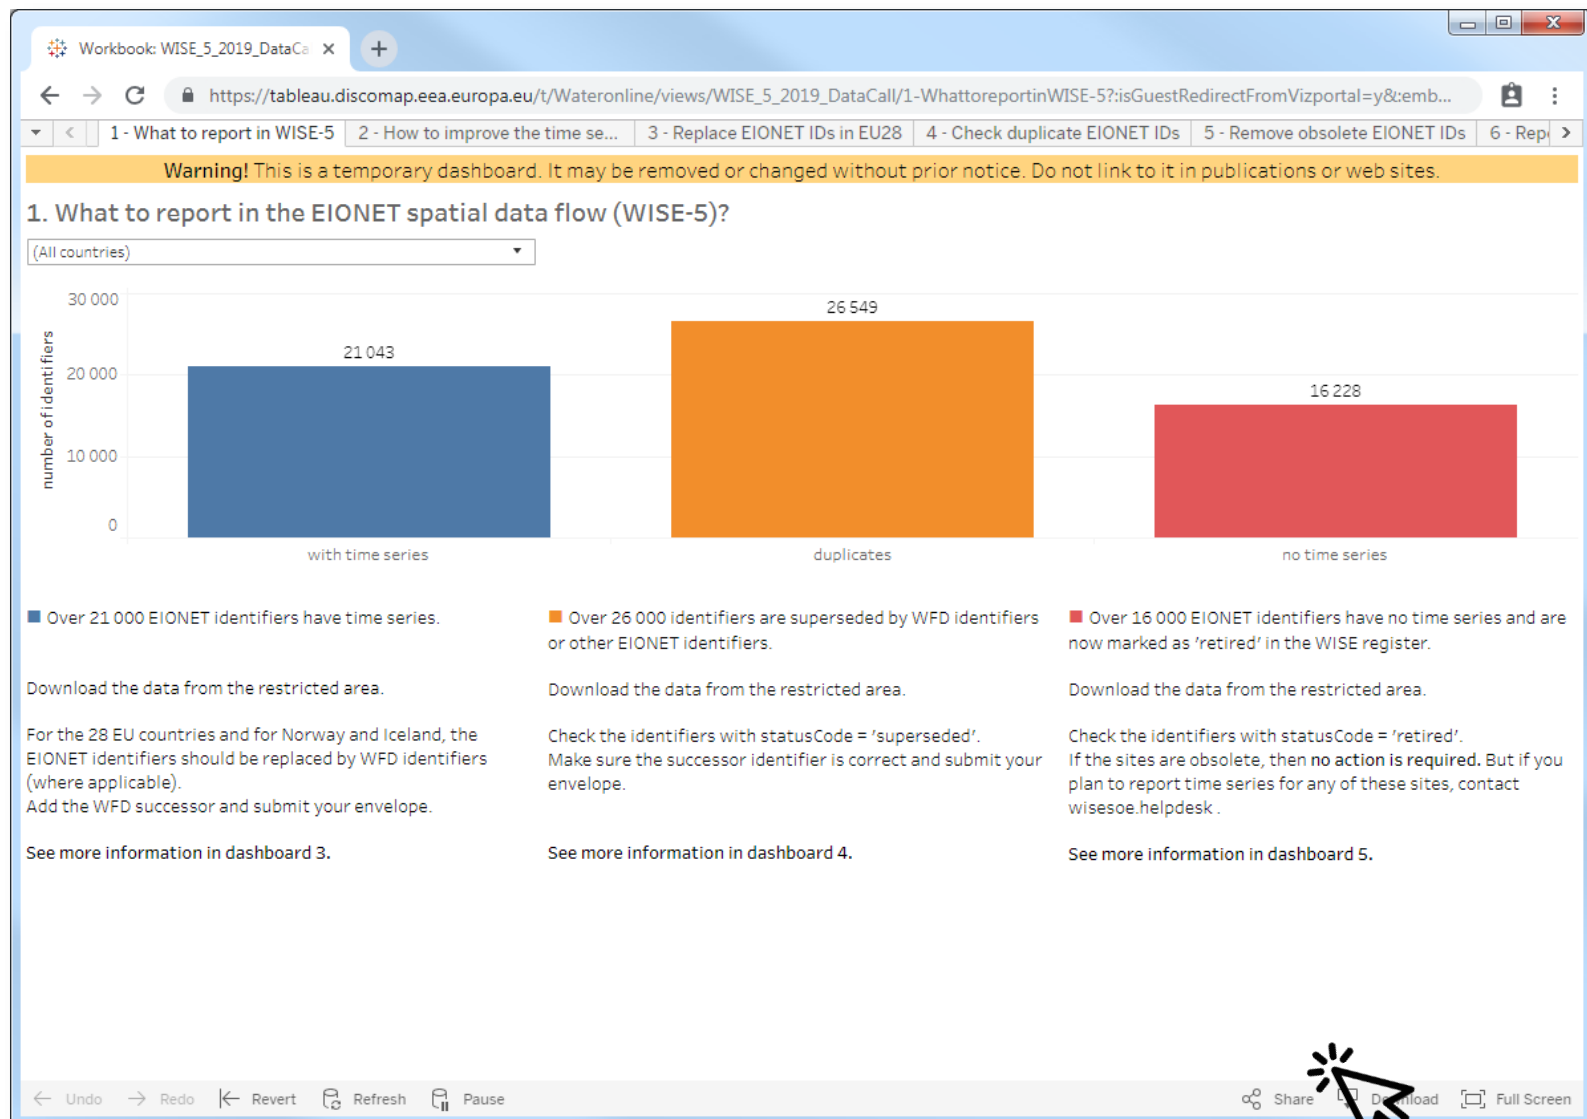 Workbook: WISE_5_2019_DataCa
https://tableau.discomap.eea.europa.eu/t/Wateronline/views/WISE_5_2019_DataCall/1-WhattoreportinWISE-5?:isGuestRedirectFromVizportal=y&:emb...
1 - What to report in WISE-5 2 - How to improve the time se... 3 - Replace EIONET IDs in EU28 4 - Check duplicate EIONET IDs 5 - Remove obsolete EIONET IDs 6 - Rep
Warning! This is a temporary dashboard. It may be removed or changed without prior notice. Do not link to it in publications or web sites.
1. What to report in the EIONET spatial data flow (WISE-5)?
(All countries)
number of identifiers
30 000
20 000
10 000
0
21 043
26 549
16 228
with time series
duplicates
no time series
Over 21 000 EIONET identifiers have time series.
Download the data from the restricted area.
For the 28 EU countries and for Norway and Iceland, the
EIONET identifiers should be replaced by WFD identifiers
(where applicable).
Add the WFD successor and submit your envelope.
See more information in dashboard 3.
Over 26 000 identifiers are superseded by WFD identifiers
or other EIONET identifiers.
Download the data from the restricted area.
Check the identifiers with statusCode = 'superseded'.
Make sure the successor identifier is correct and submit your
envelope.
See more information in dashboard 4.
Over 16 000 EIONET identifiers have no time series and are
now marked as 'retired' in the WISE register.
Download the data from the restricted area.
Check the identifiers with statusCode = 'retired'.
If the sites are obsolete, then no action is required. But if you
plan to report time series for any of these sites, contact
wisesoe.helpdesk .
See more information in dashboard 5.
Undo Redo Revert Refresh Pause Share Download Full Screen